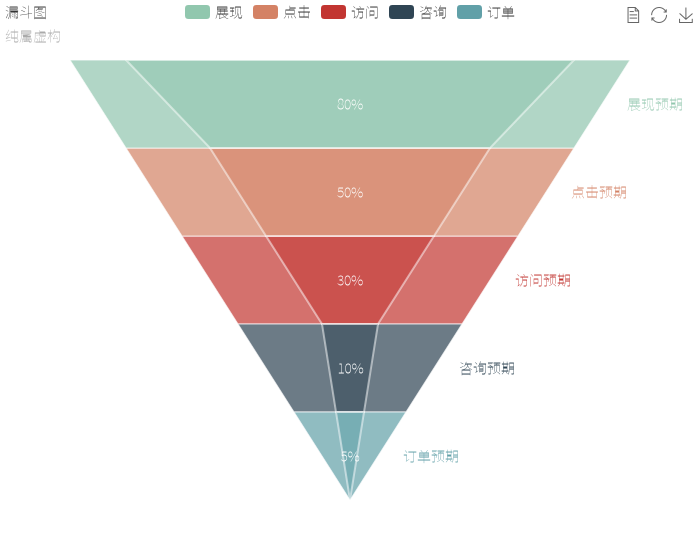 漏斗图
纯属虚构
展现 点击 访问 咨询 订单
80%
展现预期
50%
点击预期
30%
访问预期
10%
咨询预期
5%
订单预期